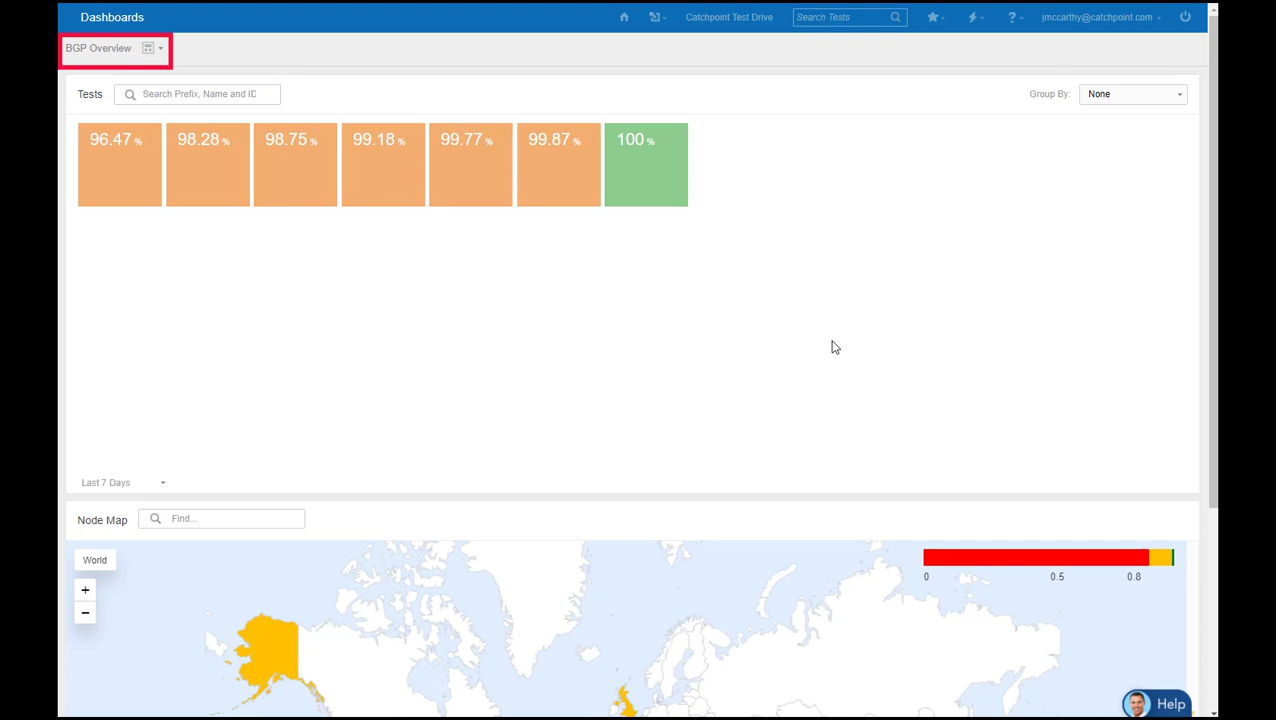 Dashboards
Catchpoint Test Drive
Search Tests
?
jmccarthy@catchpoint.com
BGP Overview
Tests
Search Prefix, Name and ID
Group By:
None
96.47 %
98.28 %
98.75 %
99.18 %
99.77 %
99.87 %
100 %
Last 7 Days
Node Map
Find...
World
+
−
0
0.5
0.8
Help